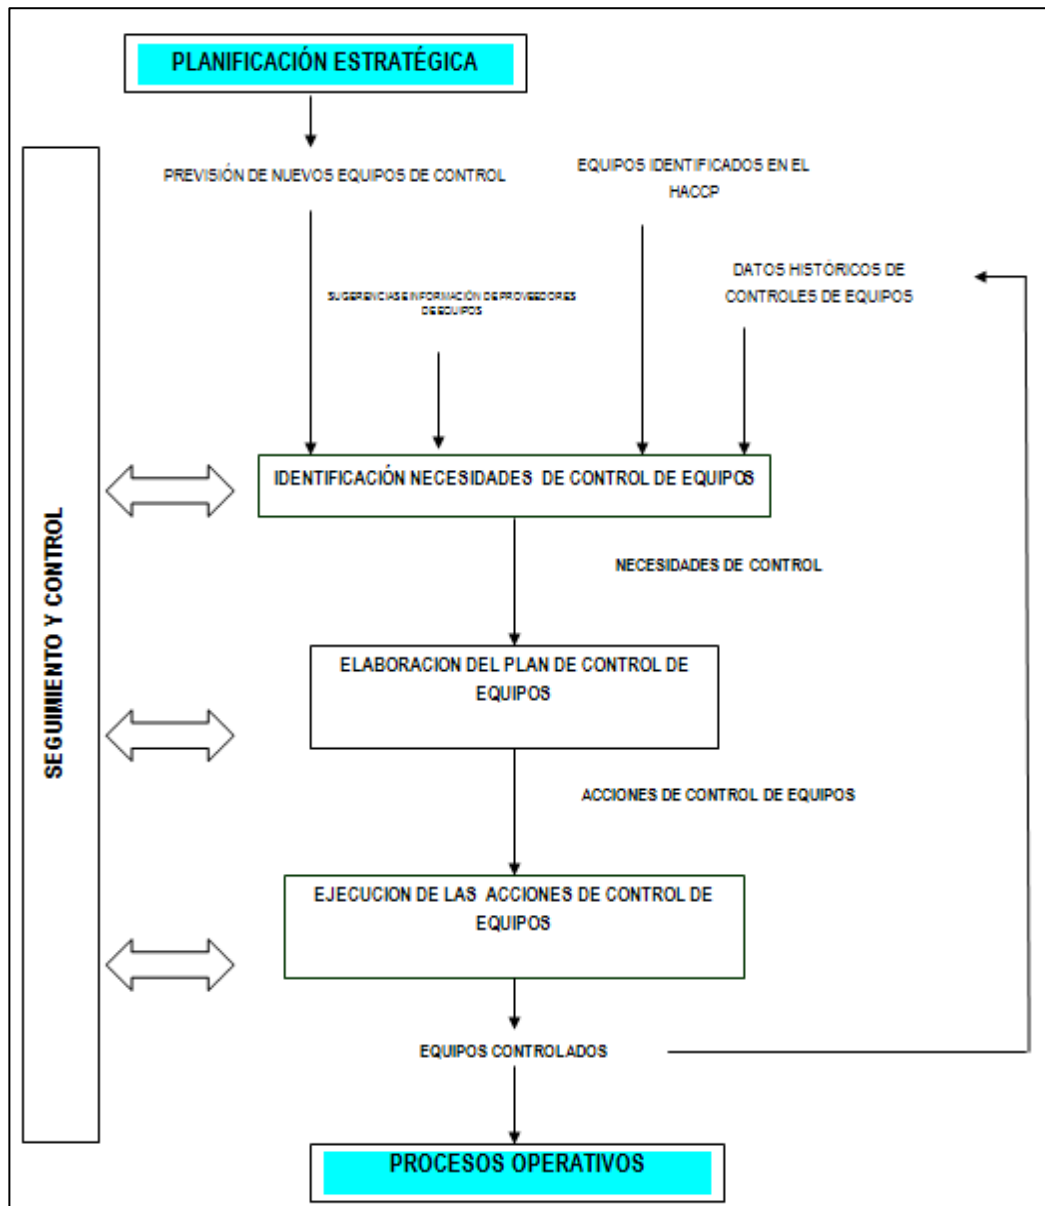 PLANIFICACIÓN ESTRATÉGICA
PREVISIÓN DE NUEVOS EQUIPOS DE CONTROL
EQUIPOS IDENTIFICADOS EN EL
HACCP
DATOS HISTÓRICOS DE
CONTROLES DE EQUIPOS
SUGERENCIAS E INFORMACIÓN DE PROVEEDORES
DE EQUIPOS
IDENTIFICACIÓN NECESIDADES DE CONTROL DE EQUIPOS
NECESIDADES DE CONTROL
SEGUIMIENTO Y CONTROL
ELABORACION DEL PLAN DE CONTROL DE
EQUIPOS
ACCIONES DE CONTROL DE EQUIPOS
EJECUCION DE LAS ACCIONES DE CONTROL DE
EQUIPOS
EQUIPOS CONTROLADOS
PROCESOS OPERATIVOS